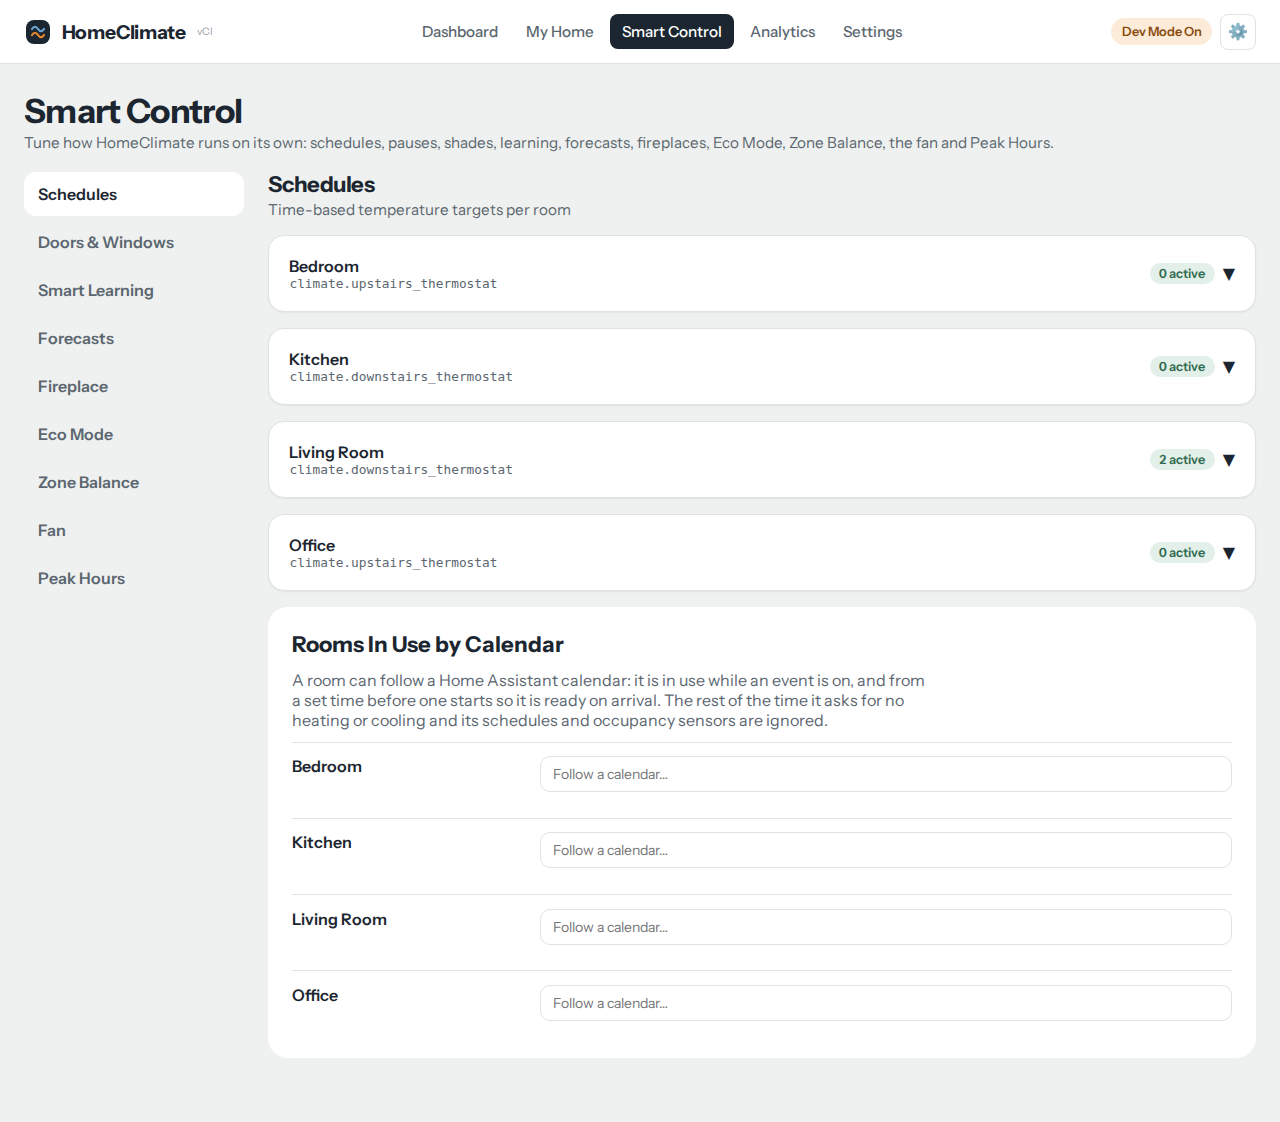 HomeClimate vCI
Dashboard
My Home
Smart Control
Analytics
Settings
Dev Mode On
Smart Control
Tune how HomeClimate runs on its own: schedules, pauses, shades, learning, forecasts, fireplaces, Eco Mode, Zone Balance, the fan and Peak Hours.
Schedules
Doors & Windows
Smart Learning
Forecasts
Fireplace
Eco Mode
Zone Balance
Fan
Peak Hours
Schedules
Time-based temperature targets per room
Bedroom
climate.upstairs_thermostat
0 active
Kitchen
climate.downstairs_thermostat
0 active
Living Room
climate.downstairs_thermostat
2 active
Office
climate.upstairs_thermostat
0 active
Rooms In Use by Calendar
A room can follow a Home Assistant calendar: it is in use while an event is on, and from
a set time before one starts so it is ready on arrival. The rest of the time it asks for no
heating or cooling and its schedules and occupancy sensors are ignored.
Bedroom
Follow a calendar...
Kitchen
Follow a calendar...
Living Room
Follow a calendar...
Office
Follow a calendar...